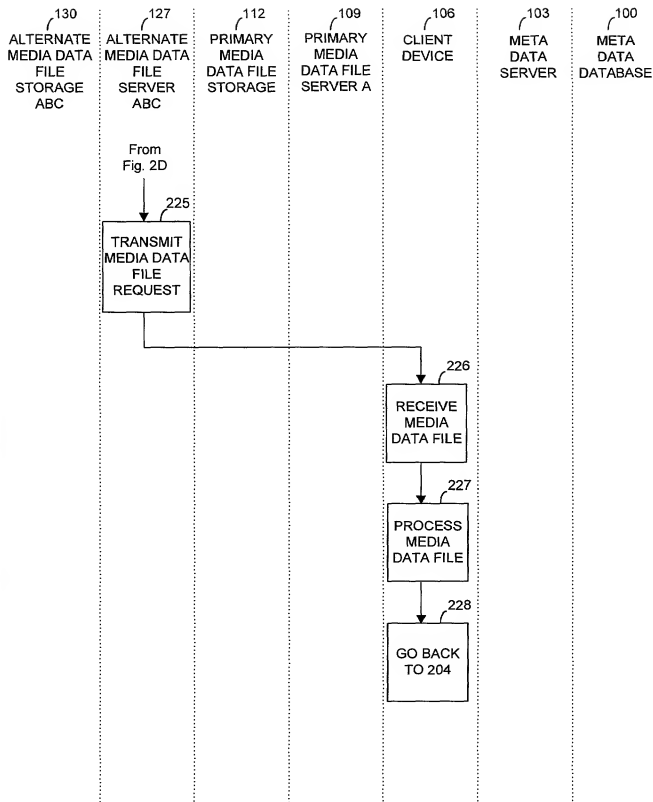 130
ALTERNATE
MEDIA DATA
FILE
STORAGE
ABC
127
ALTERNATE
MEDIA DATA
FILE
SERVER
ABC
112
PRIMARY
MEDIA
DATA FILE
STORAGE
109
PRIMARY
MEDIA
DATA FILE
SERVER A
106
CLIENT
DEVICE
103
META
DATA
SERVER
100
META
DATA
DATABASE
From
Fig. 2D
225
TRANSMIT
MEDIA DATA
FILE
REQUEST
226
RECEIVE
MEDIA
DATA FILE
227
PROCESS
MEDIA
DATA FILE
228
GO BACK
TO 204